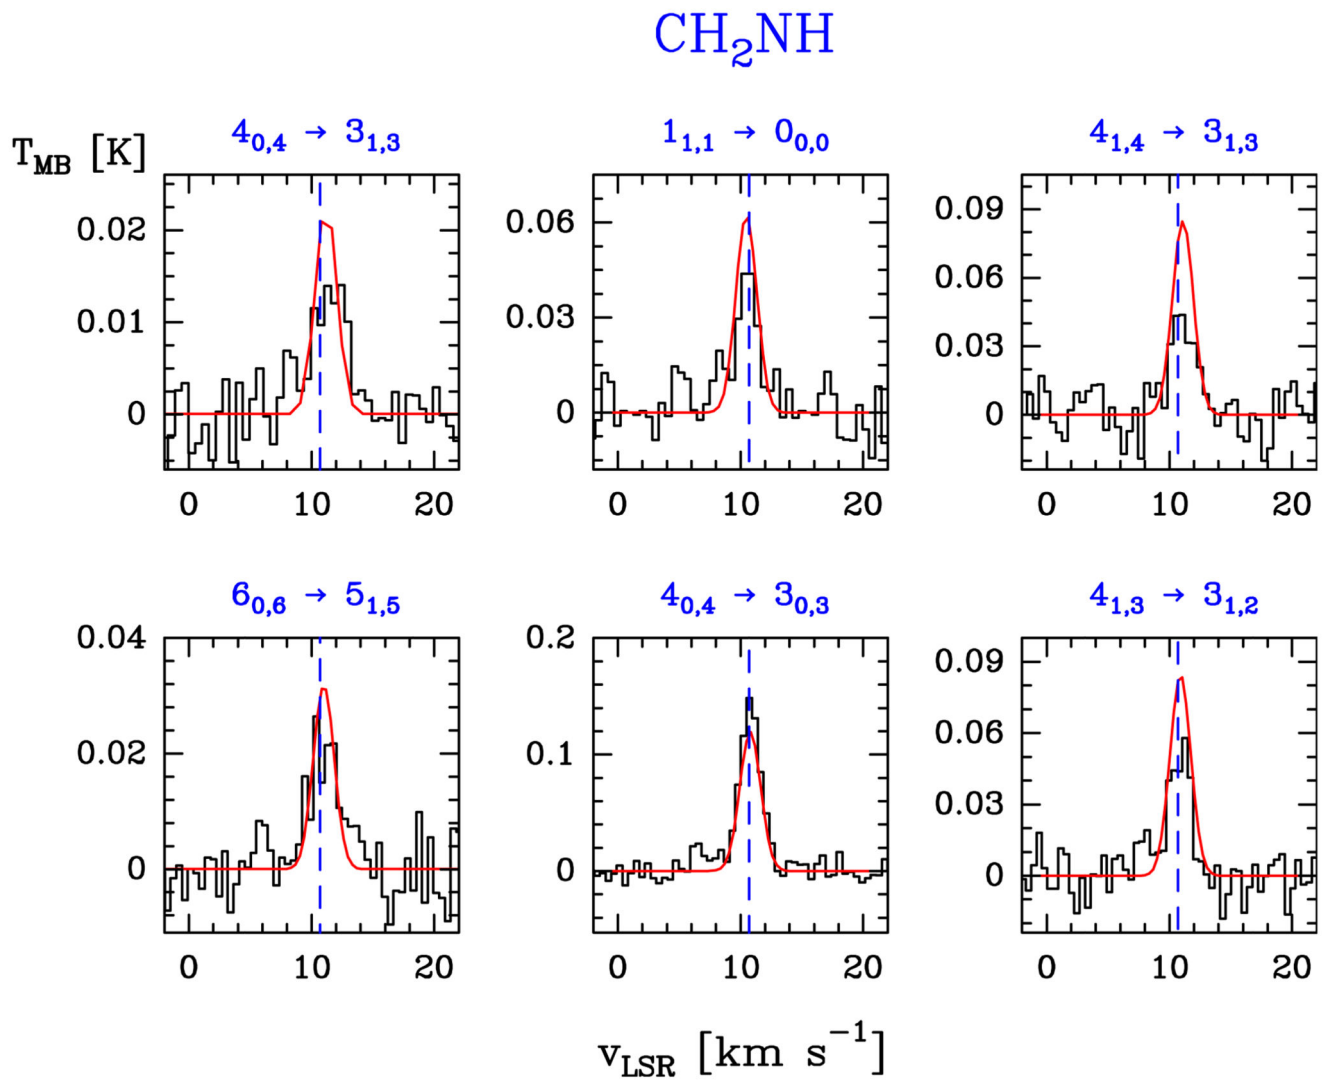 CH₂NH
T_MB [K]
4₀,₄ → 3₁,₃
1₁,₁ → 0₀,₀
4₁,₄ → 3₁,₃
0.02
0.01
0
0 10 20
0.06
0.03
0
0 10 20
0.09
0.06
0.03
0
0 10 20
6₀,₆ → 5₁,₅
4₀,₄ → 3₀,₃
4₁,₃ → 3₁,₂
0.04
0.02
0
0 10 20
0.2
0.1
0
0 10 20
0.09
0.06
0.03
0
0 10 20
v_LSR [km s⁻¹]